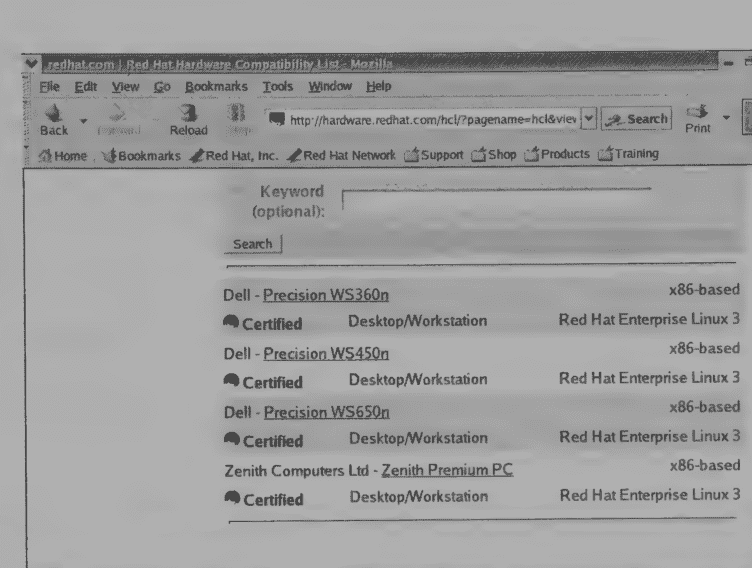 redhat.com | Red Hat Hardware Compatibility List - Mozilla
File Edit View Go Bookmarks Tools Window Help
Back Forward Reload Stop http://hardware.redhat.com/hcl/?pagename=hcl&view Search Print
Home Bookmarks Red Hat, Inc. Red Hat Network Support Shop Products Training
Keyword
(optional):
Search
Dell - Precision WS360n x86-based
Certified Desktop/Workstation Red Hat Enterprise Linux 3
Dell - Precision WS450n x86-based
Certified Desktop/Workstation Red Hat Enterprise Linux 3
Dell - Precision WS650n x86-based
Certified Desktop/Workstation Red Hat Enterprise Linux 3
Zenith Computers Ltd - Zenith Premium PC x86-based
Certified Desktop/Workstation Red Hat Enterprise Linux 3